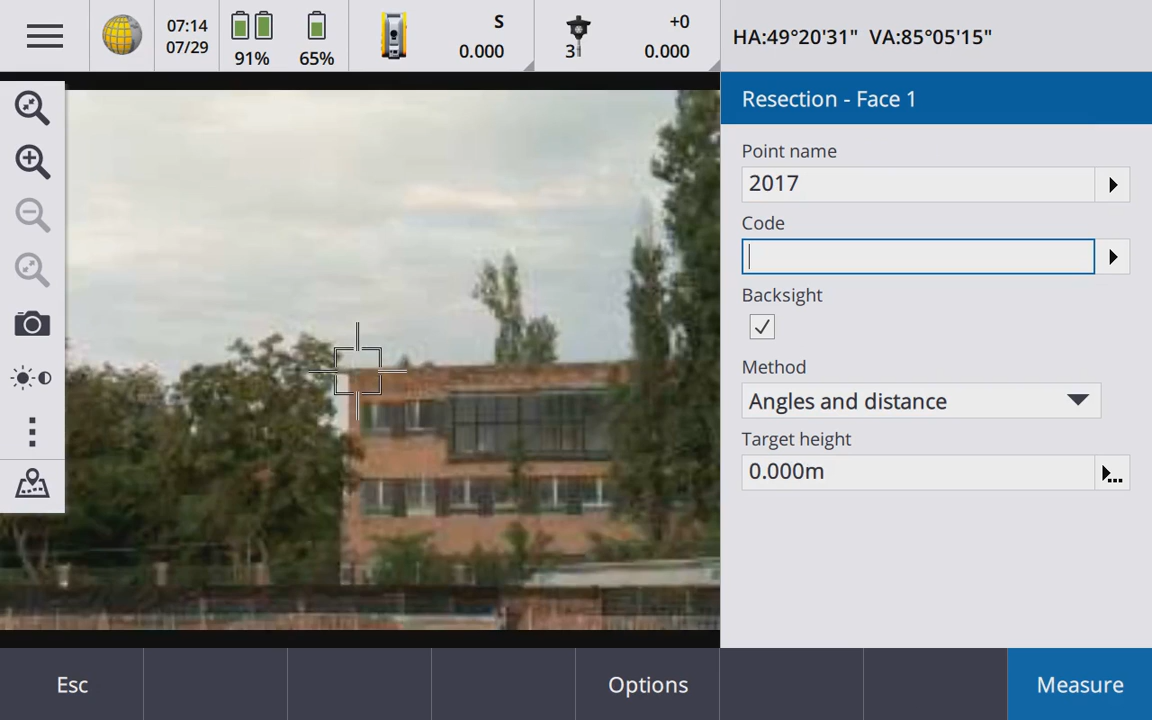 07:14
07/29
91%
65%
S
0.000
3
+0
0.000
HA:49°20'31" VA:85°05'15"
Resection - Face 1
Point name
2017
Code
Backsight
Method
Angles and distance
Target height
0.000m
Esc
Options
Measure